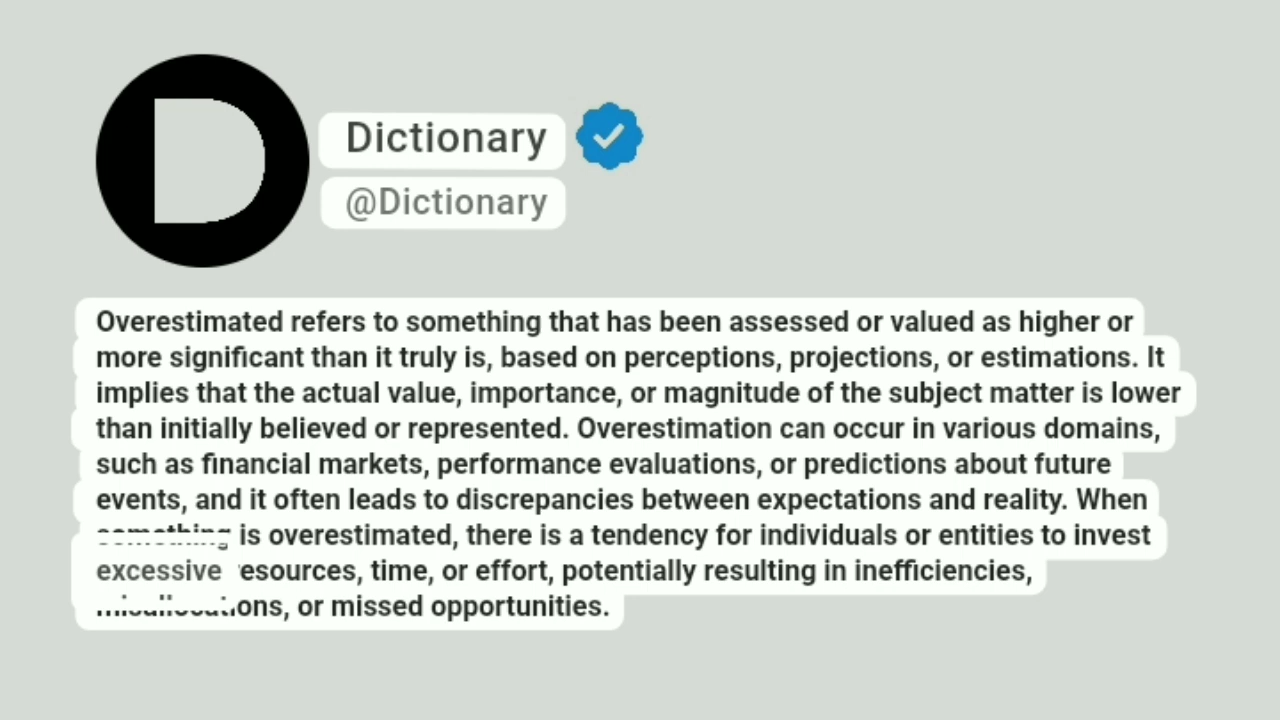 Dictionary
@Dictionary
Overestimated refers to something that has been assessed or valued as higher or
more significant than it truly is, based on perceptions, projections, or estimations. It
implies that the actual value, importance, or magnitude of the subject matter is lower
than initially believed or represented. Overestimation can occur in various domains,
such as financial markets, performance evaluations, or predictions about future
events, and it often leads to discrepancies between expectations and reality. When
something is overestimated, there is a tendency for individuals or entities to invest
excessive resources, time, or effort, potentially resulting in inefficiencies,
misallocations, or missed opportunities.